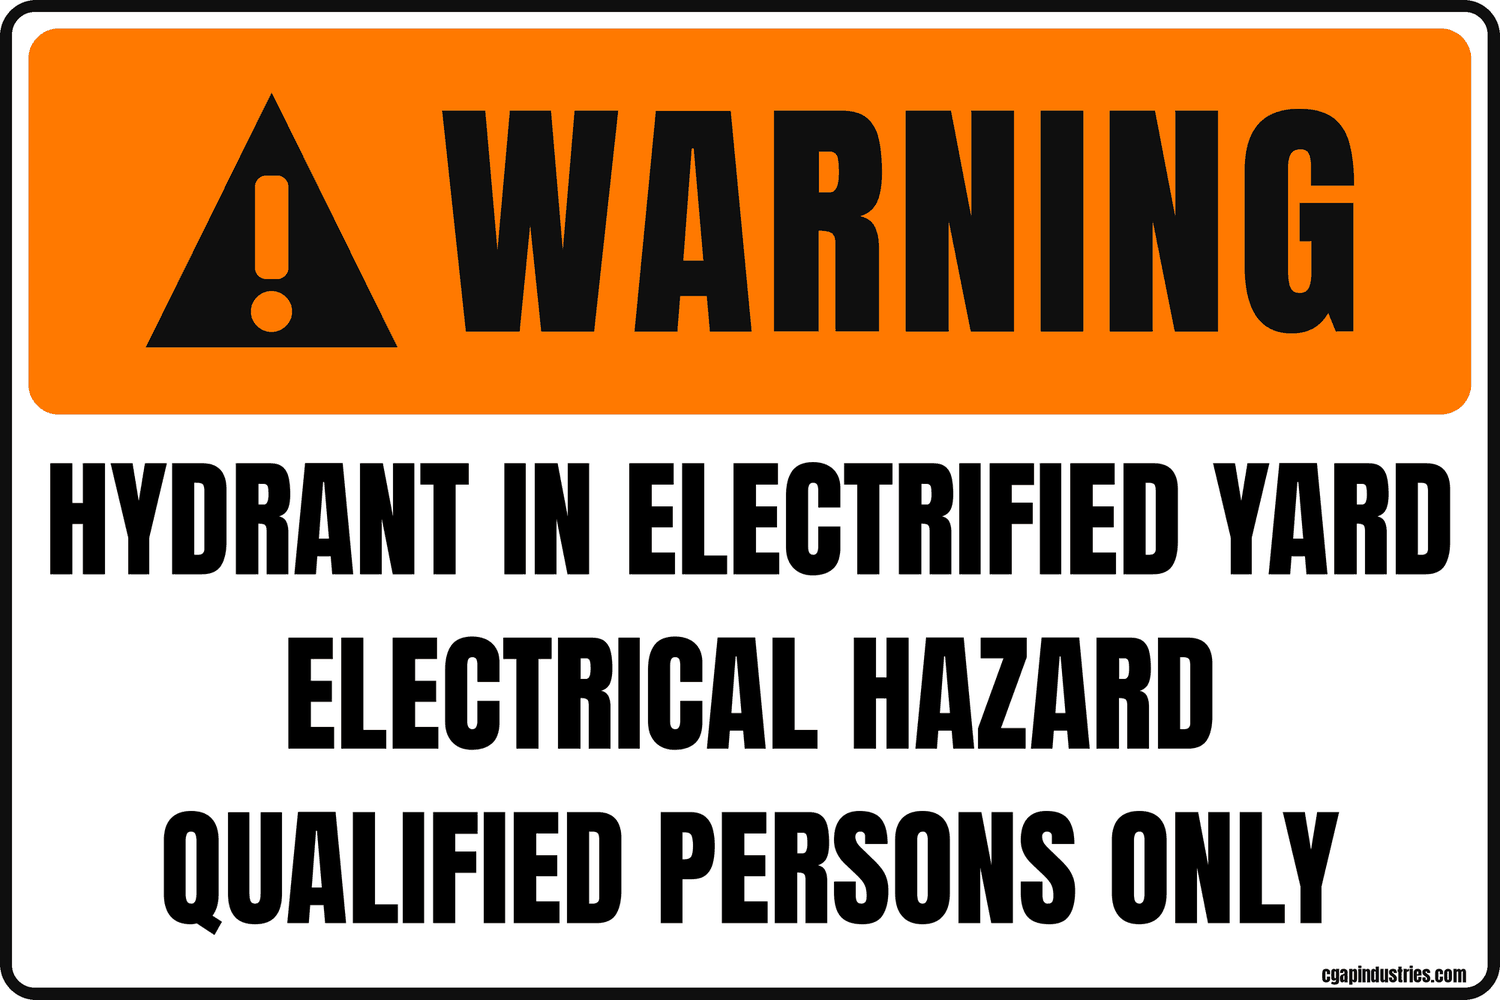 WARNING
HYDRANT IN ELECTRIFIED YARD
ELECTRICAL HAZARD
QUALIFIED PERSONS ONLY
cgapindustries.com